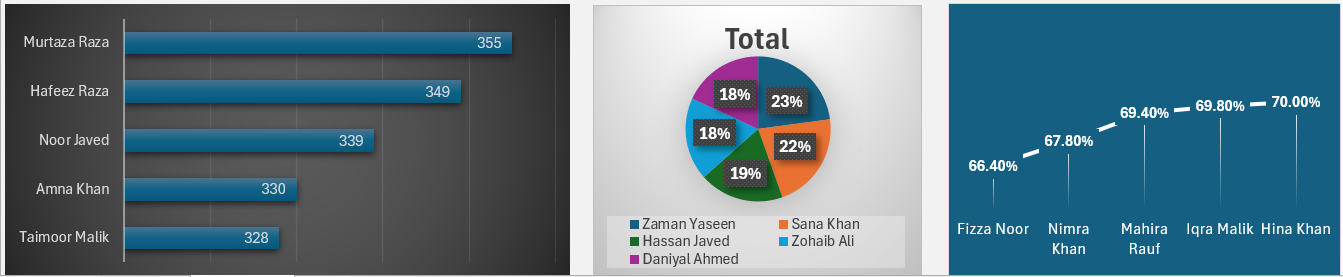 Murtaza Raza 355
Hafeez Raza 349
Noor Javed 339
Amna Khan 330
Taimoor Malik 328
Total
23%
22%
19%
18%
18%
Zaman Yaseen Sana Khan
Hassan Javed Zohaib Ali
Daniyal Ahmed
66.40% 67.80% 69.40% 69.80% 70.00%
Fizza Noor Nimra Mahira Iqra Malik Hina Khan
Khan Rauf